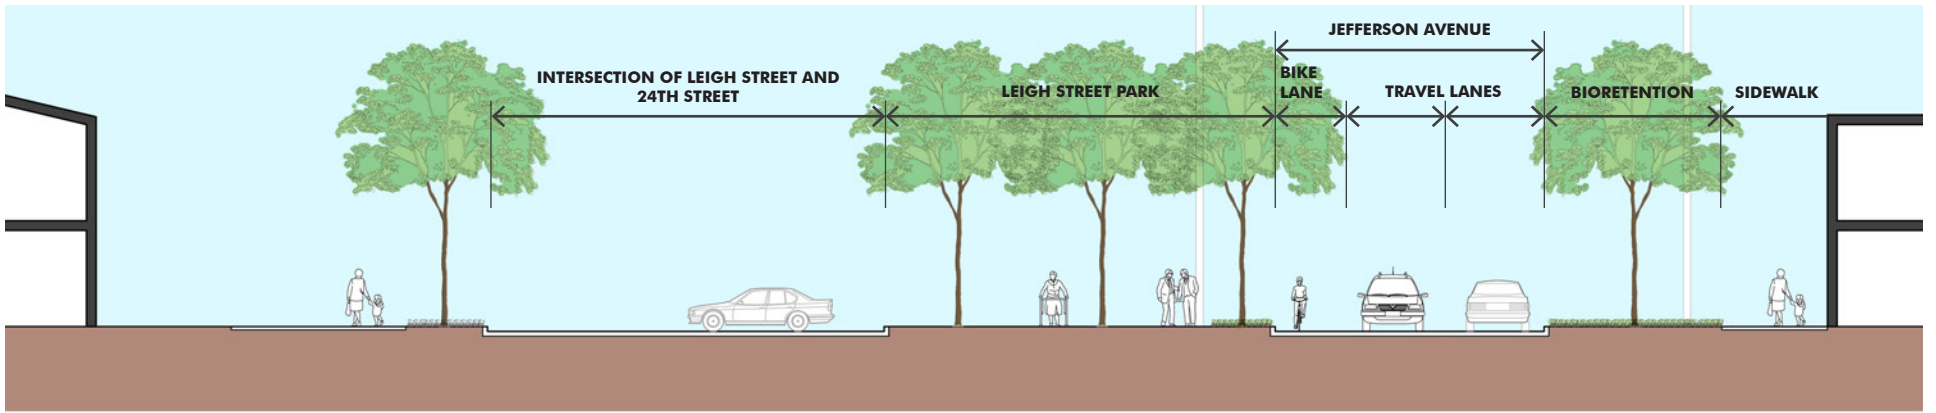 JEFFERSON AVENUE
INTERSECTION OF LEIGH STREET AND
24TH STREET
LEIGH STREET PARK
BIKE
LANE
TRAVEL LANES
BIORETENTION
SIDEWALK